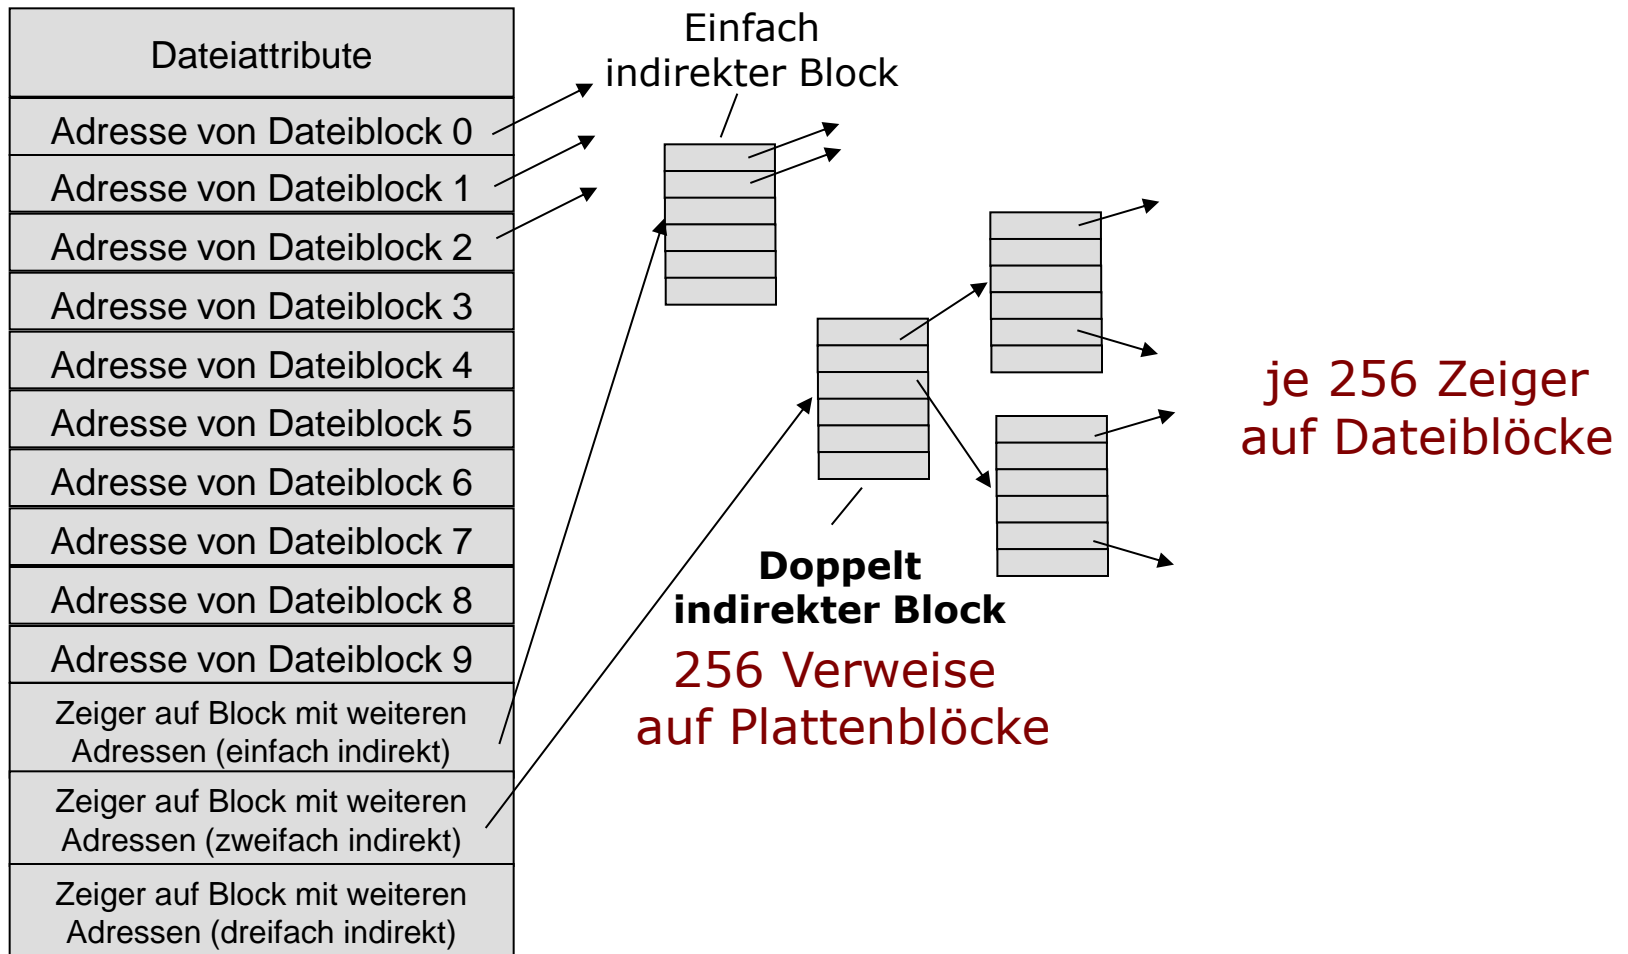 Dateiattribute
Adresse von Dateiblock 0
Adresse von Dateiblock 1
Adresse von Dateiblock 2
Adresse von Dateiblock 3
Adresse von Dateiblock 4
Adresse von Dateiblock 5
Adresse von Dateiblock 6
Adresse von Dateiblock 7
Adresse von Dateiblock 8
Adresse von Dateiblock 9
Zeiger auf Block mit weiteren
Adressen (einfach indirekt)
Zeiger auf Block mit weiteren
Adressen (zweifach indirekt)
Zeiger auf Block mit weiteren
Adressen (dreifach indirekt)
Einfach
indirekter Block
Doppelt
indirekter Block
256 Verweise
auf Plattenblöcke
je 256 Zeiger
auf Dateiblöcke